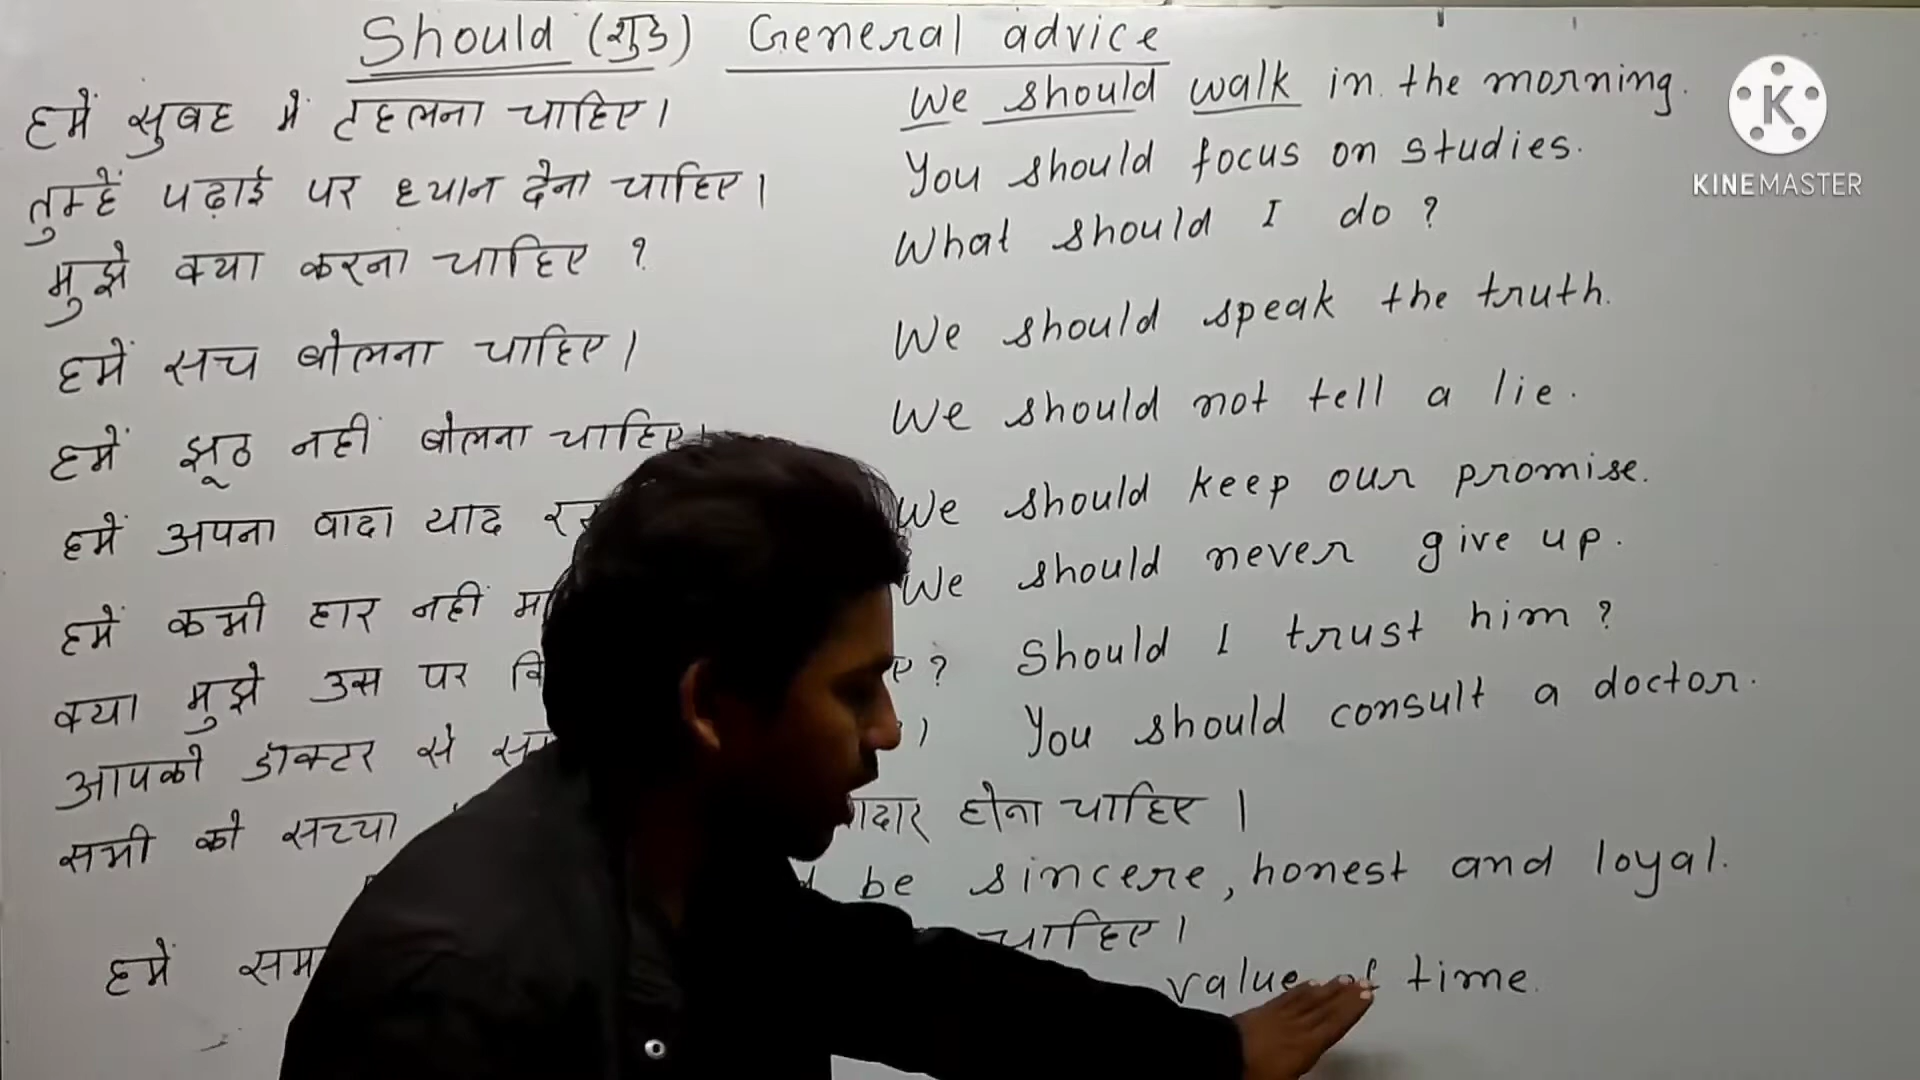 Should (शुड) General advice
हमें सुबह में टहलना चाहिए। We should walk in the morning.
तुम्हें पढ़ाई पर ध्यान देना चाहिए। You should focus on studies.
मुझे क्या करना चाहिए ? What should I do ?
हमें सच बोलना चाहिए। We should speak the truth.
हमें झूठ नहीं बोलना चाहिए। We should not tell a lie.
हमें अपना वादा याद We should keep our promise.
हमें कभी हार नहीं We should never give up.
क्या मुझे उस पर ? Should I trust him ?
आपको डॉक्टर से । You should consult a doctor.
सभी को सच्चा होना चाहिए ।
be sincere, honest and loyal.
हमें चाहिए।
value of time.
K
KINEMASTER